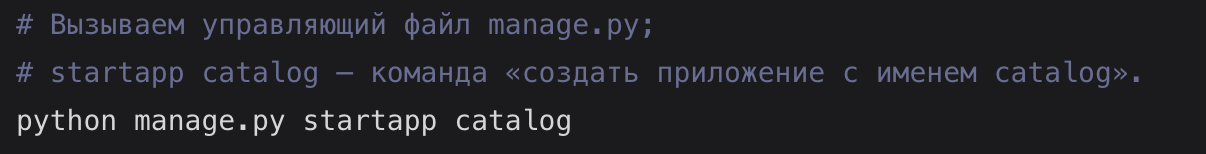 # Вызываем управляющий файл manage.py;
# startapp catalog — команда «создать приложение с именем catalog».
python manage.py startapp catalog